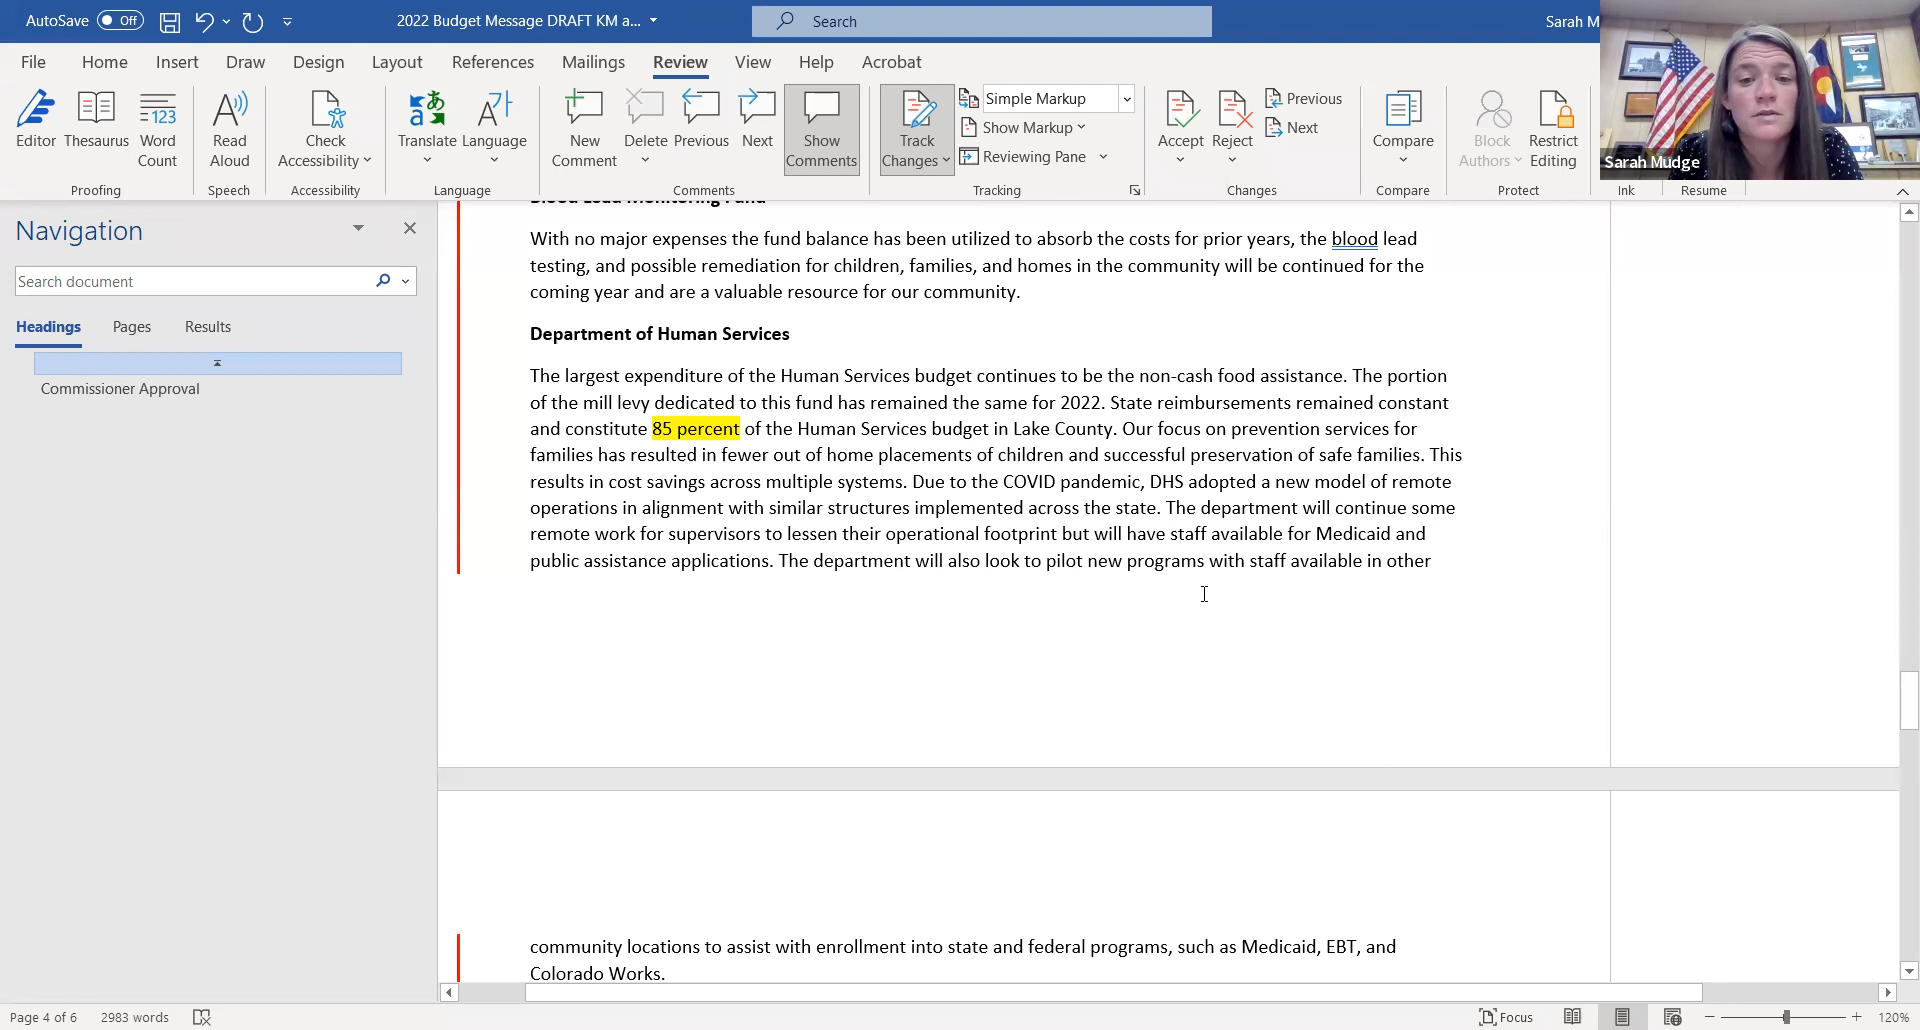 AutoSave Off 2022 Budget Message DRAFT KM a... Search Sarah M
File Home Insert Draw Design Layout References Mailings Review View Help Acrobat
Editor Thesaurus Word Count Read Aloud Check Accessibility Translate Language New Comment Delete Previous Next Show Comments Track Changes Simple Markup Show Markup Reviewing Pane Accept Reject Previous Next Compare Block Authors Restrict Editing
Sarah Mudge
Proofing Speech Accessibility Language Comments Tracking Changes Compare Protect Ink Resume
Navigation
Search document
Headings Pages Results
Commissioner Approval
Blood Lead Monitoring Fund
With no major expenses the fund balance has been utilized to absorb the costs for prior years, the blood lead
testing, and possible remediation for children, families, and homes in the community will be continued for the
coming year and are a valuable resource for our community.
Department of Human Services
The largest expenditure of the Human Services budget continues to be the non-cash food assistance. The portion
of the mill levy dedicated to this fund has remained the same for 2022. State reimbursements remained constant
and constitute 85 percent of the Human Services budget in Lake County. Our focus on prevention services for
families has resulted in fewer out of home placements of children and successful preservation of safe families. This
results in cost savings across multiple systems. Due to the COVID pandemic, DHS adopted a new model of remote
operations in alignment with similar structures implemented across the state. The department will continue some
remote work for supervisors to lessen their operational footprint but will have staff available for Medicaid and
public assistance applications. The department will also look to pilot new programs with staff available in other
community locations to assist with enrollment into state and federal programs, such as Medicaid, EBT, and
Colorado Works.
Page 4 of 6 2983 words Focus 120%